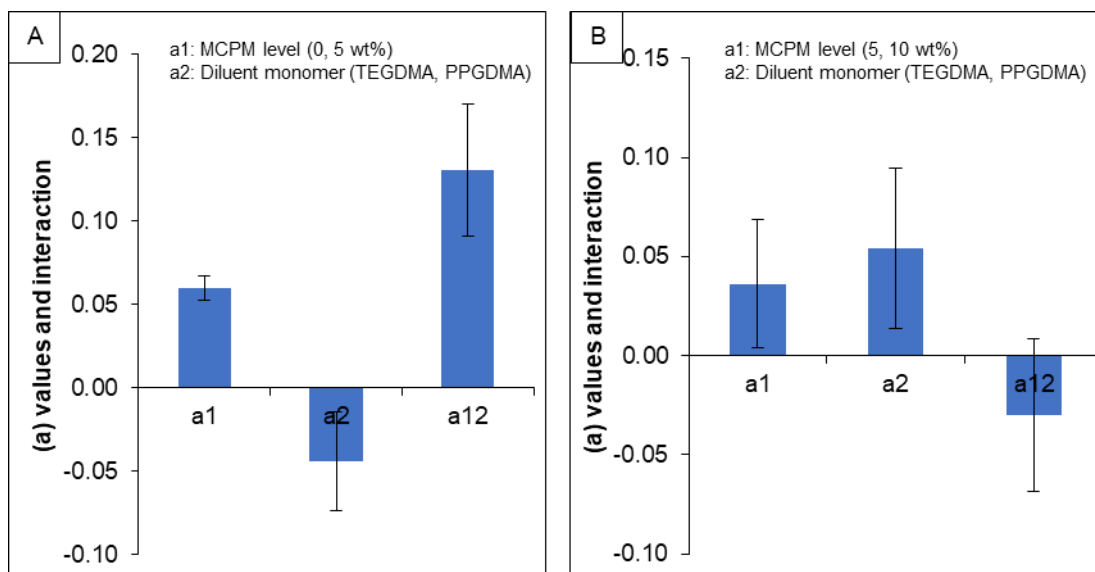 A
a1: MCPM level (0, 5 wt%)
a2: Diluent monomer (TEGDMA, PPGDMA)
(a) values and interaction
0.20
0.15
0.10
0.05
0.00
-0.05
-0.10
a1
a2
a12
B
a1: MCPM level (5, 10 wt%)
a2: Diluent monomer (TEGDMA, PPGDMA)
(a) values and interaction
0.15
0.10
0.05
0.00
-0.05
-0.10
a1
a2
a12